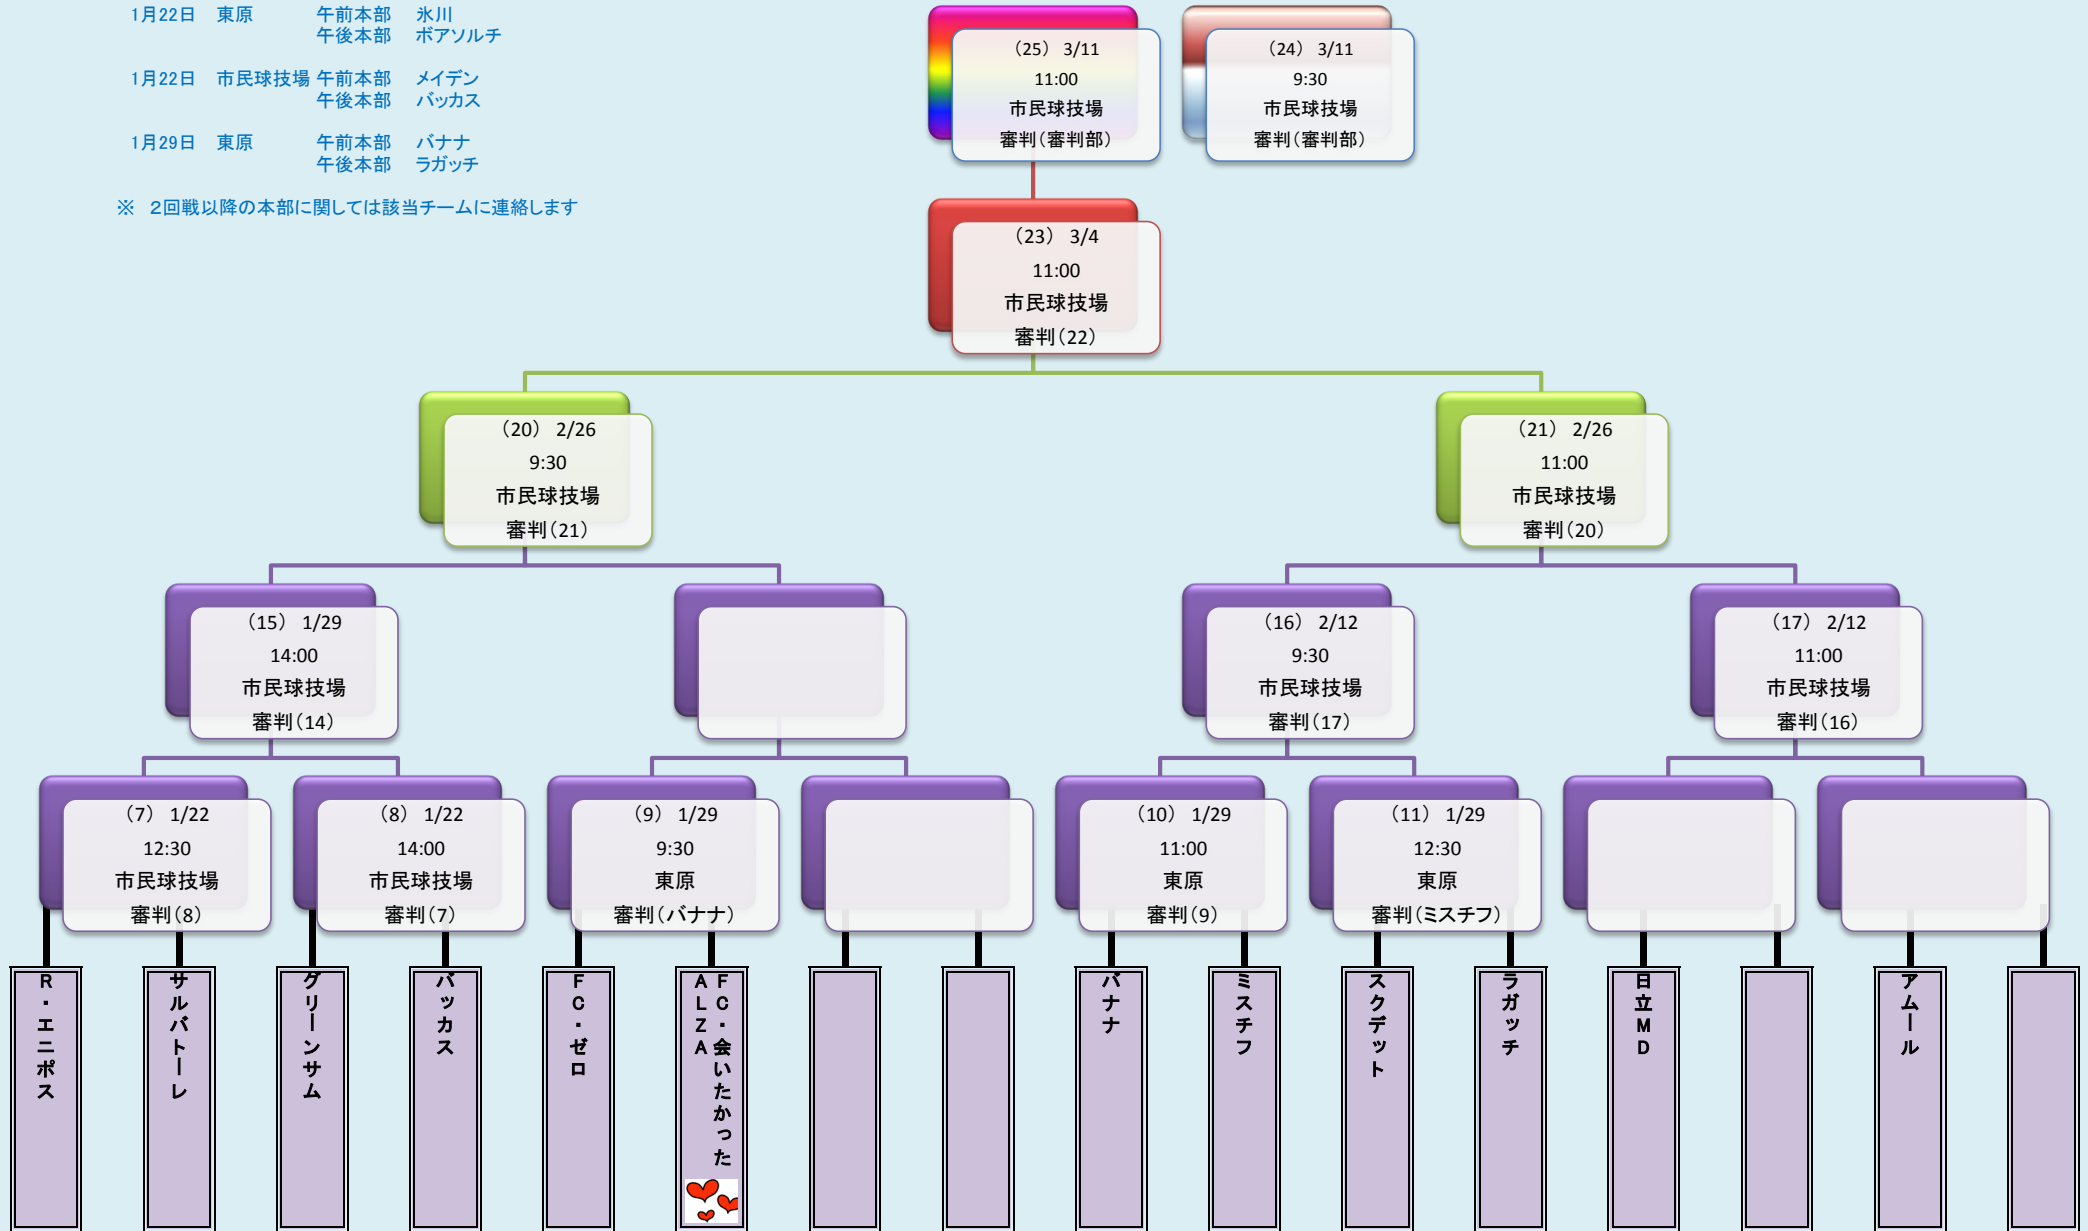 1月22日 東原 午前本部 氷川
午後本部 ボアソルチ
1月22日 市民球技場 午前本部 メイデン
午後本部 バッカス
1月29日 東原 午前本部 バナナ
午後本部 ラガッチ
※ 2回戦以降の本部に関しては該当チームに連絡します
(25) 3/11
11:00
市民球技場
審判(審判部)
(24) 3/11
9:30
市民球技場
審判(審判部)
(23) 3/4
11:00
市民球技場
審判(22)
(20) 2/26
9:30
市民球技場
審判(21)
(21) 2/26
11:00
市民球技場
審判(20)
(15) 1/29
14:00
市民球技場
審判(14)
(16) 2/12
9:30
市民球技場
審判(17)
(17) 2/12
11:00
市民球技場
審判(16)
(7) 1/22
12:30
市民球技場
審判(8)
(8) 1/22
14:00
市民球技場
審判(7)
(9) 1/29
9:30
東原
審判(バナナ)
(10) 1/29
11:00
東原
審判(9)
(11) 1/29
12:30
東原
審判(ミスチフ)
R・エニポス
サルバトーレ
グリーンサム
バッカス
FC・ゼロ
FC・会いたかった
ALZA
バナナ
ミスチフ
スクデット
ラガッチ
日立MD
アムール